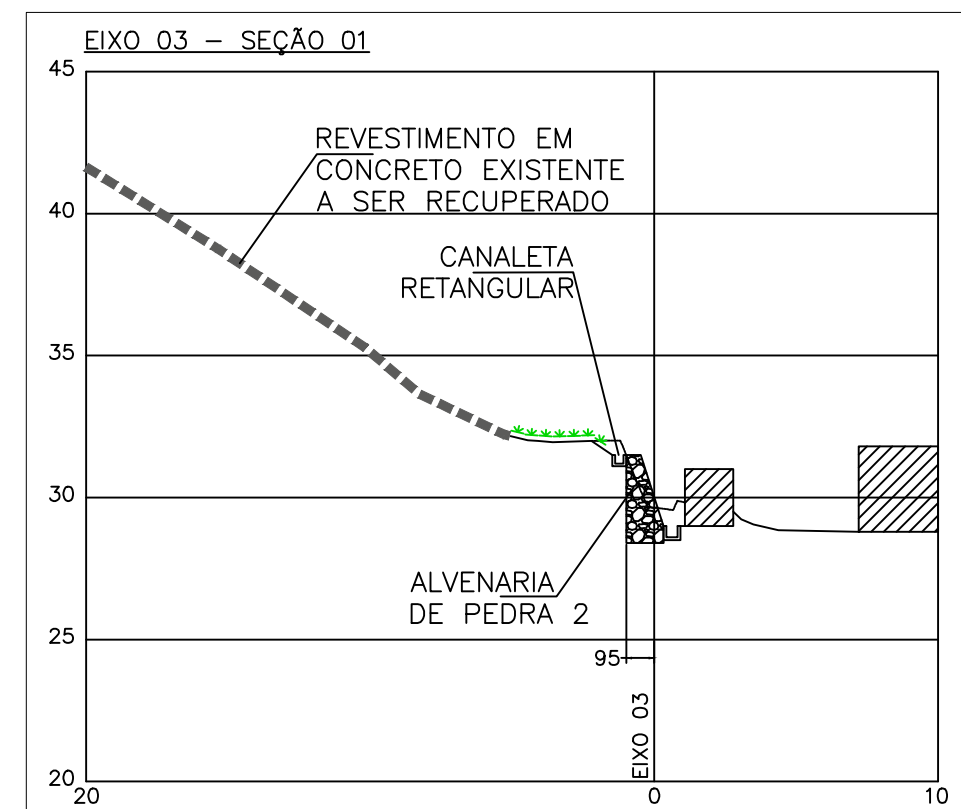 EIXO 03 – SEÇÃO 01
45
REVESTIMENTO EM
CONCRETO EXISTENTE
A SER RECUPERADO
40
CANALETA
RETANGULAR
35
30
ALVENARIA
DE PEDRA 2
25
95
EIXO 03
20
20
0
10